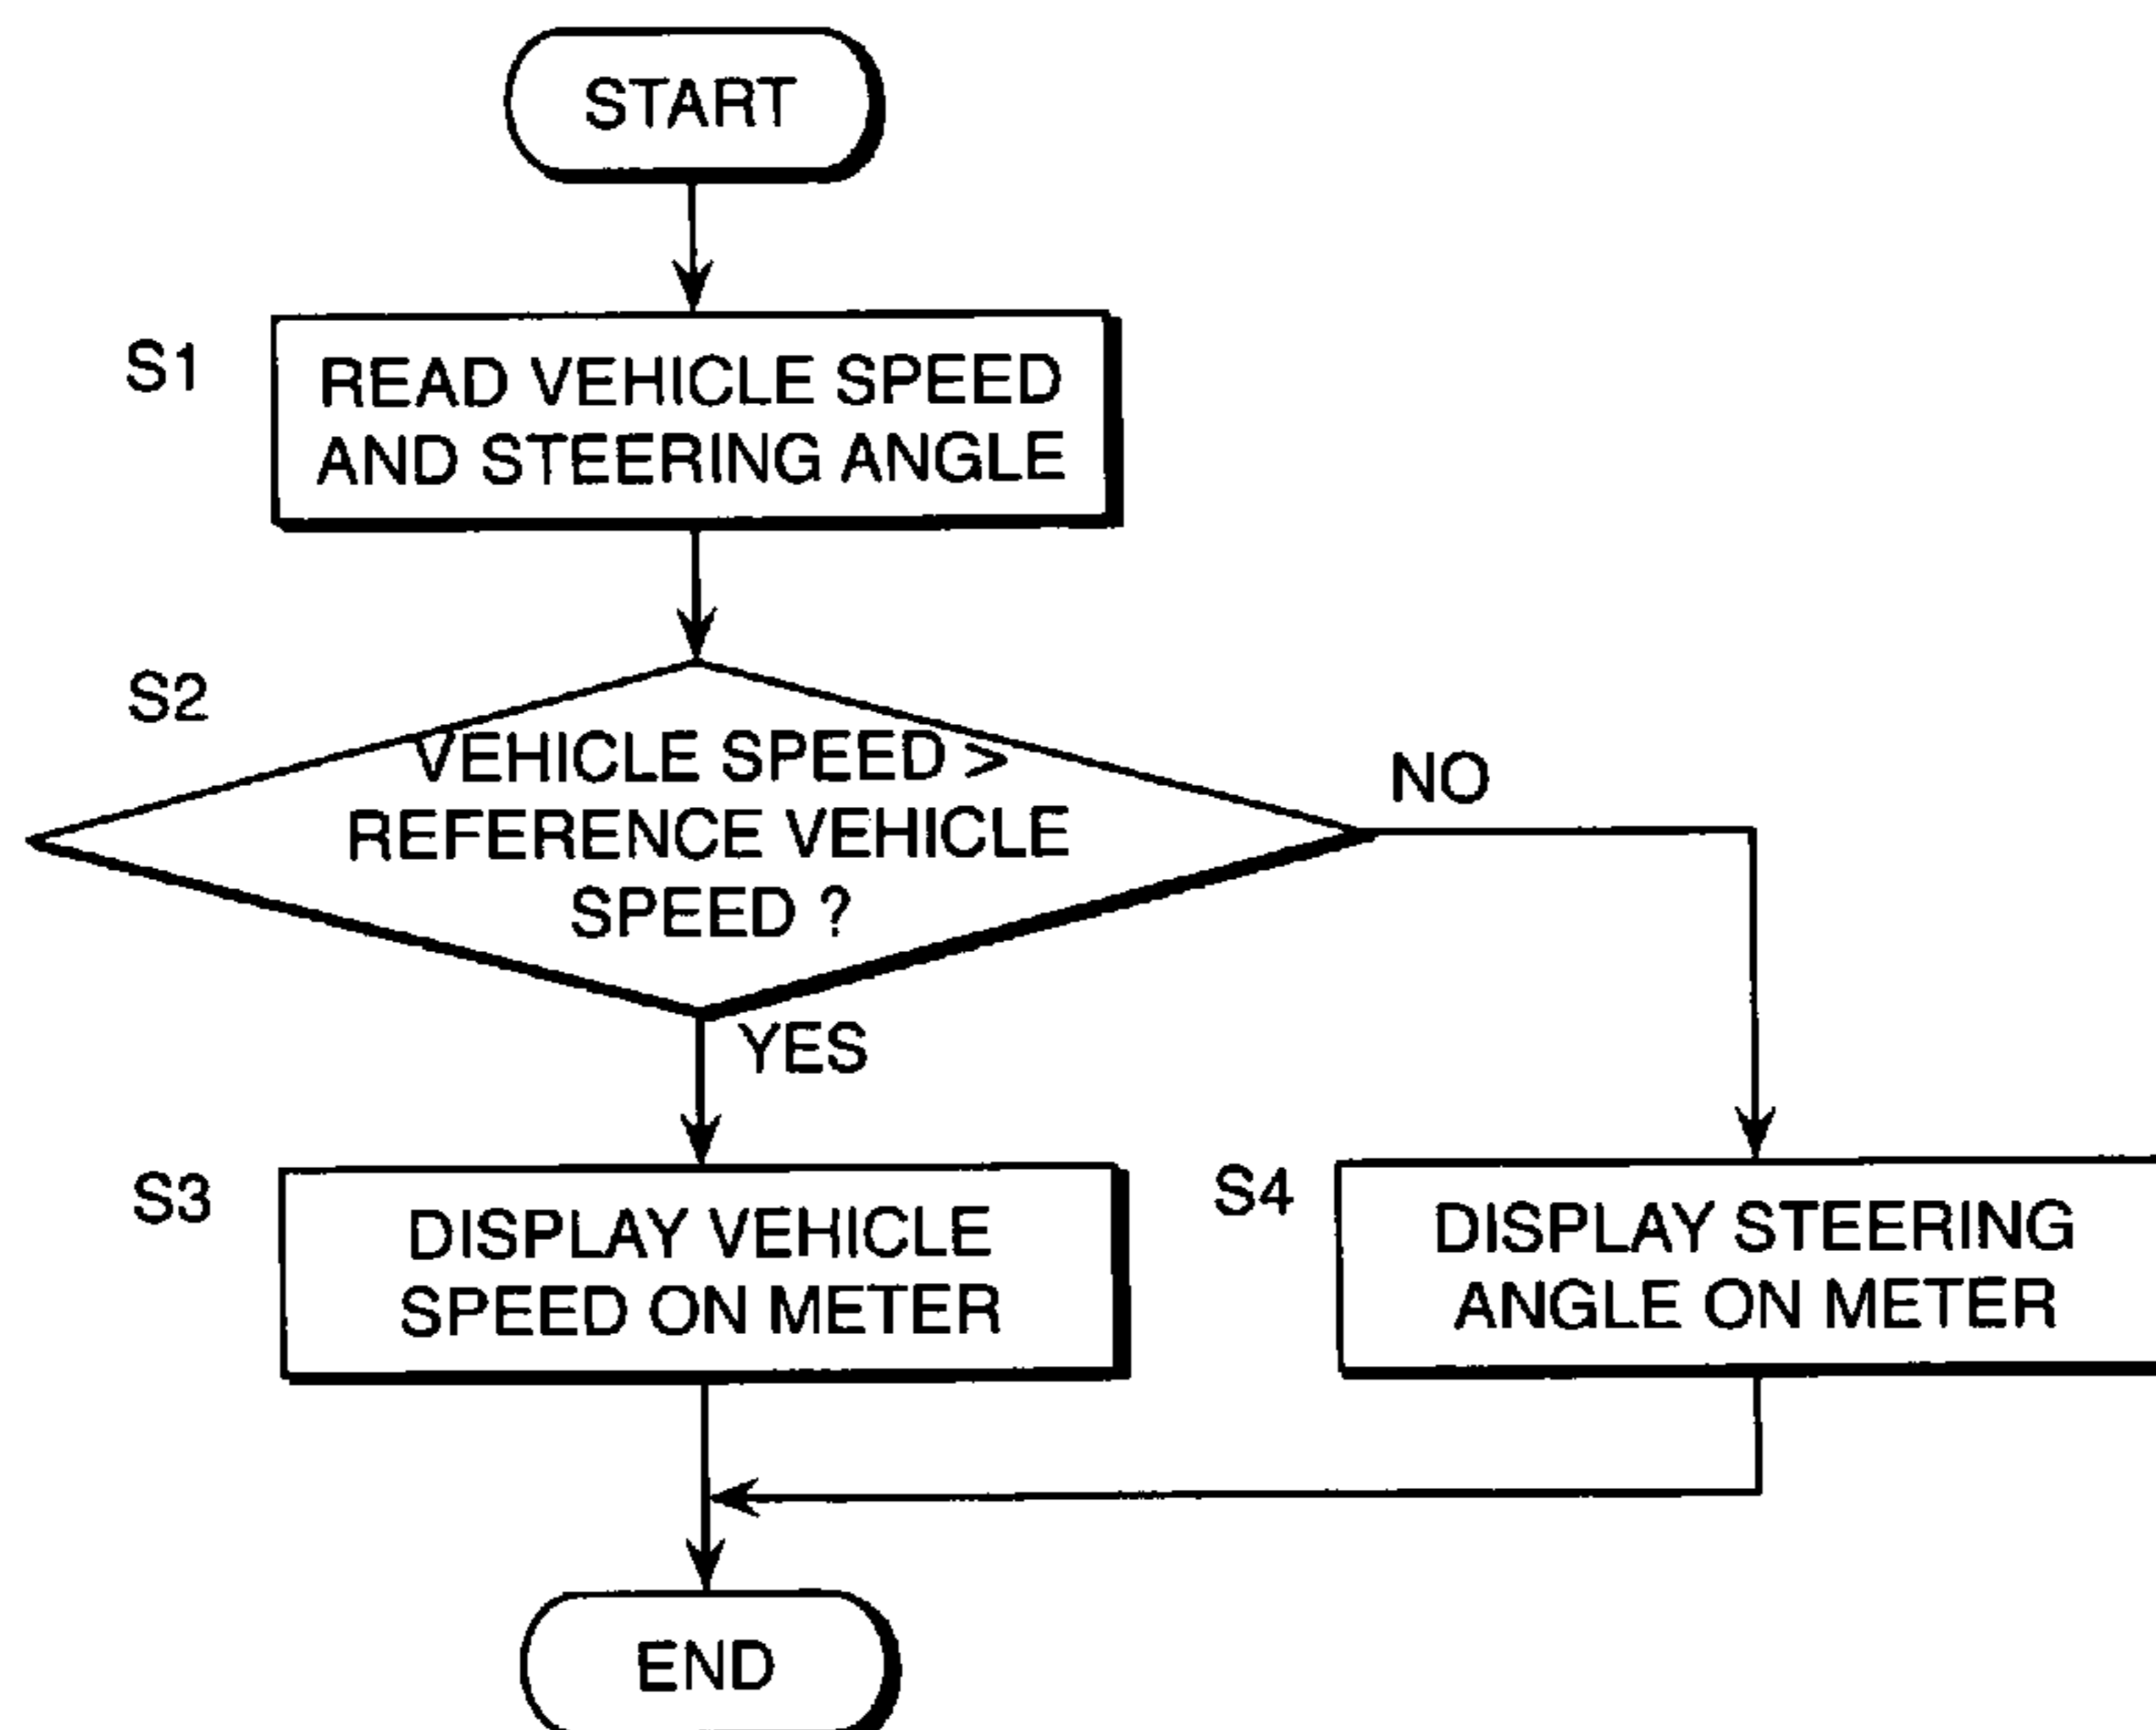 START
S1
READ VEHICLE SPEED
AND STEERING ANGLE
S2
VEHICLE SPEED >
REFERENCE VEHICLE
SPEED ?
NO
YES
S3
DISPLAY VEHICLE
SPEED ON METER
S4
DISPLAY STEERING
ANGLE ON METER
END